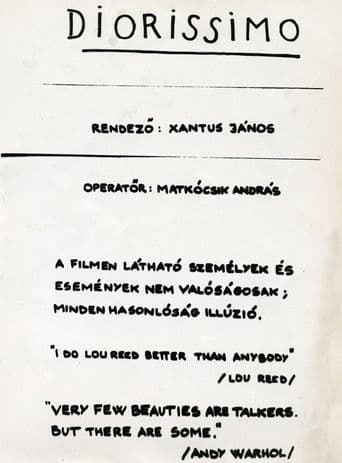 DIORISSIMO
RENDEZŐ: XANTUS JÁNOS
OPERATŐR: MATKÓCSIK ANDRÁS
A FILMEN LÁTHATÓ SZEMÉLYEK ÉS
ESEMÉNYEK NEM VALÓSÁGOSAK;
MINDEN HASONLÓSÁG ILLÚZIÓ.
"I DO LOU REED BETTER THAN ANYBODY"
/LOU REED/
"VERY FEW BEAUTIES ARE TALKERS.
BUT THERE ARE SOME."
/ANDY WARHOL/